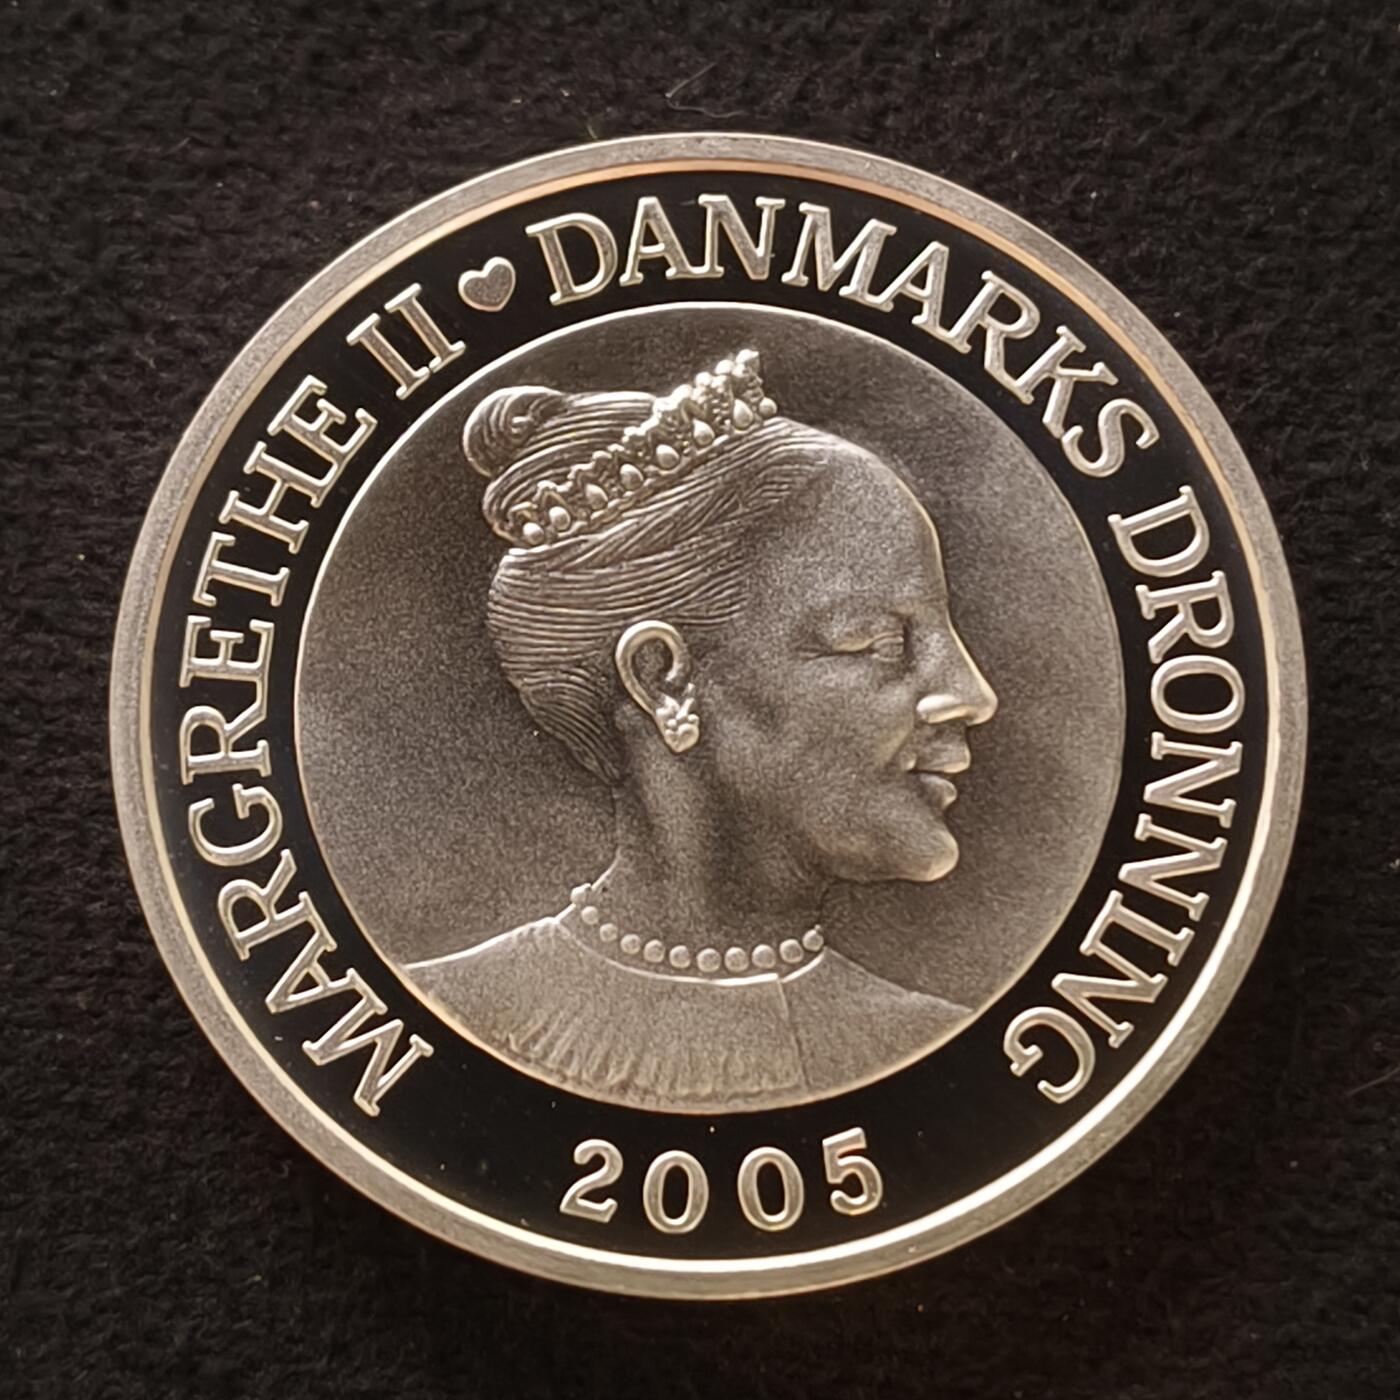 MARGRETHE II ♥ DANMARKS DRONNING
2005